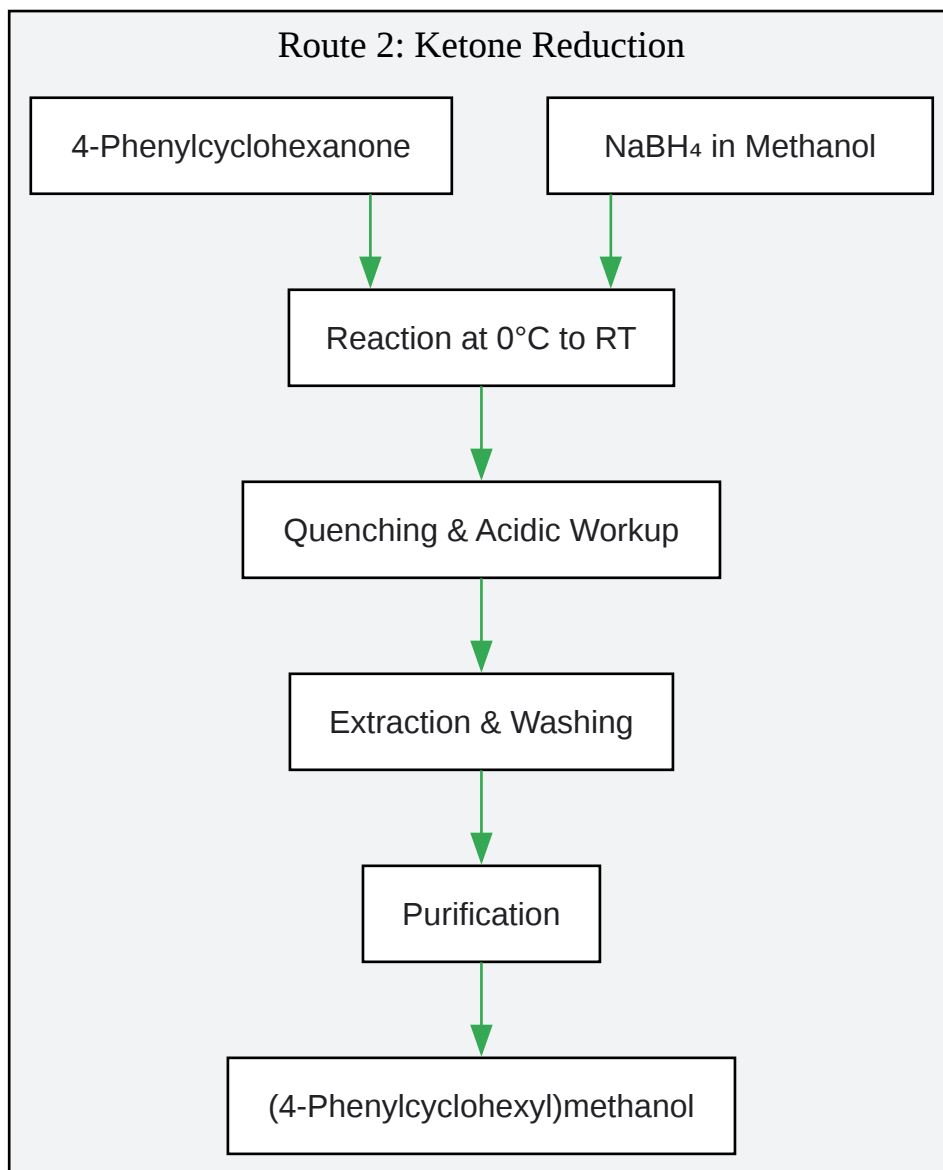 Route 2: Ketone Reduction
4-Phenylcyclohexanone
NaBH₄ in Methanol
Reaction at 0°C to RT
Quenching & Acidic Workup
Extraction & Washing
Purification
(4-Phenylcyclohexyl)methanol